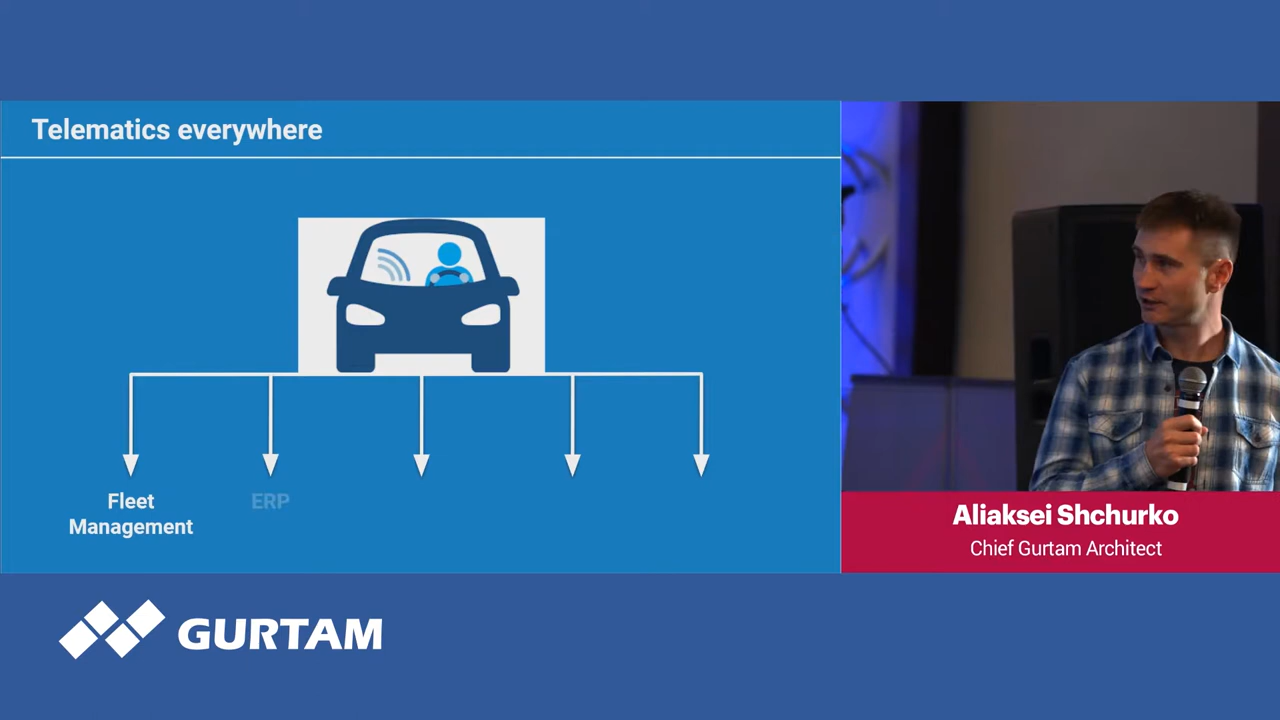 Telematics everywhere
Fleet
Management
ERP
Aliaksei Shchurko
Chief Gurtam Architect
GURTAM